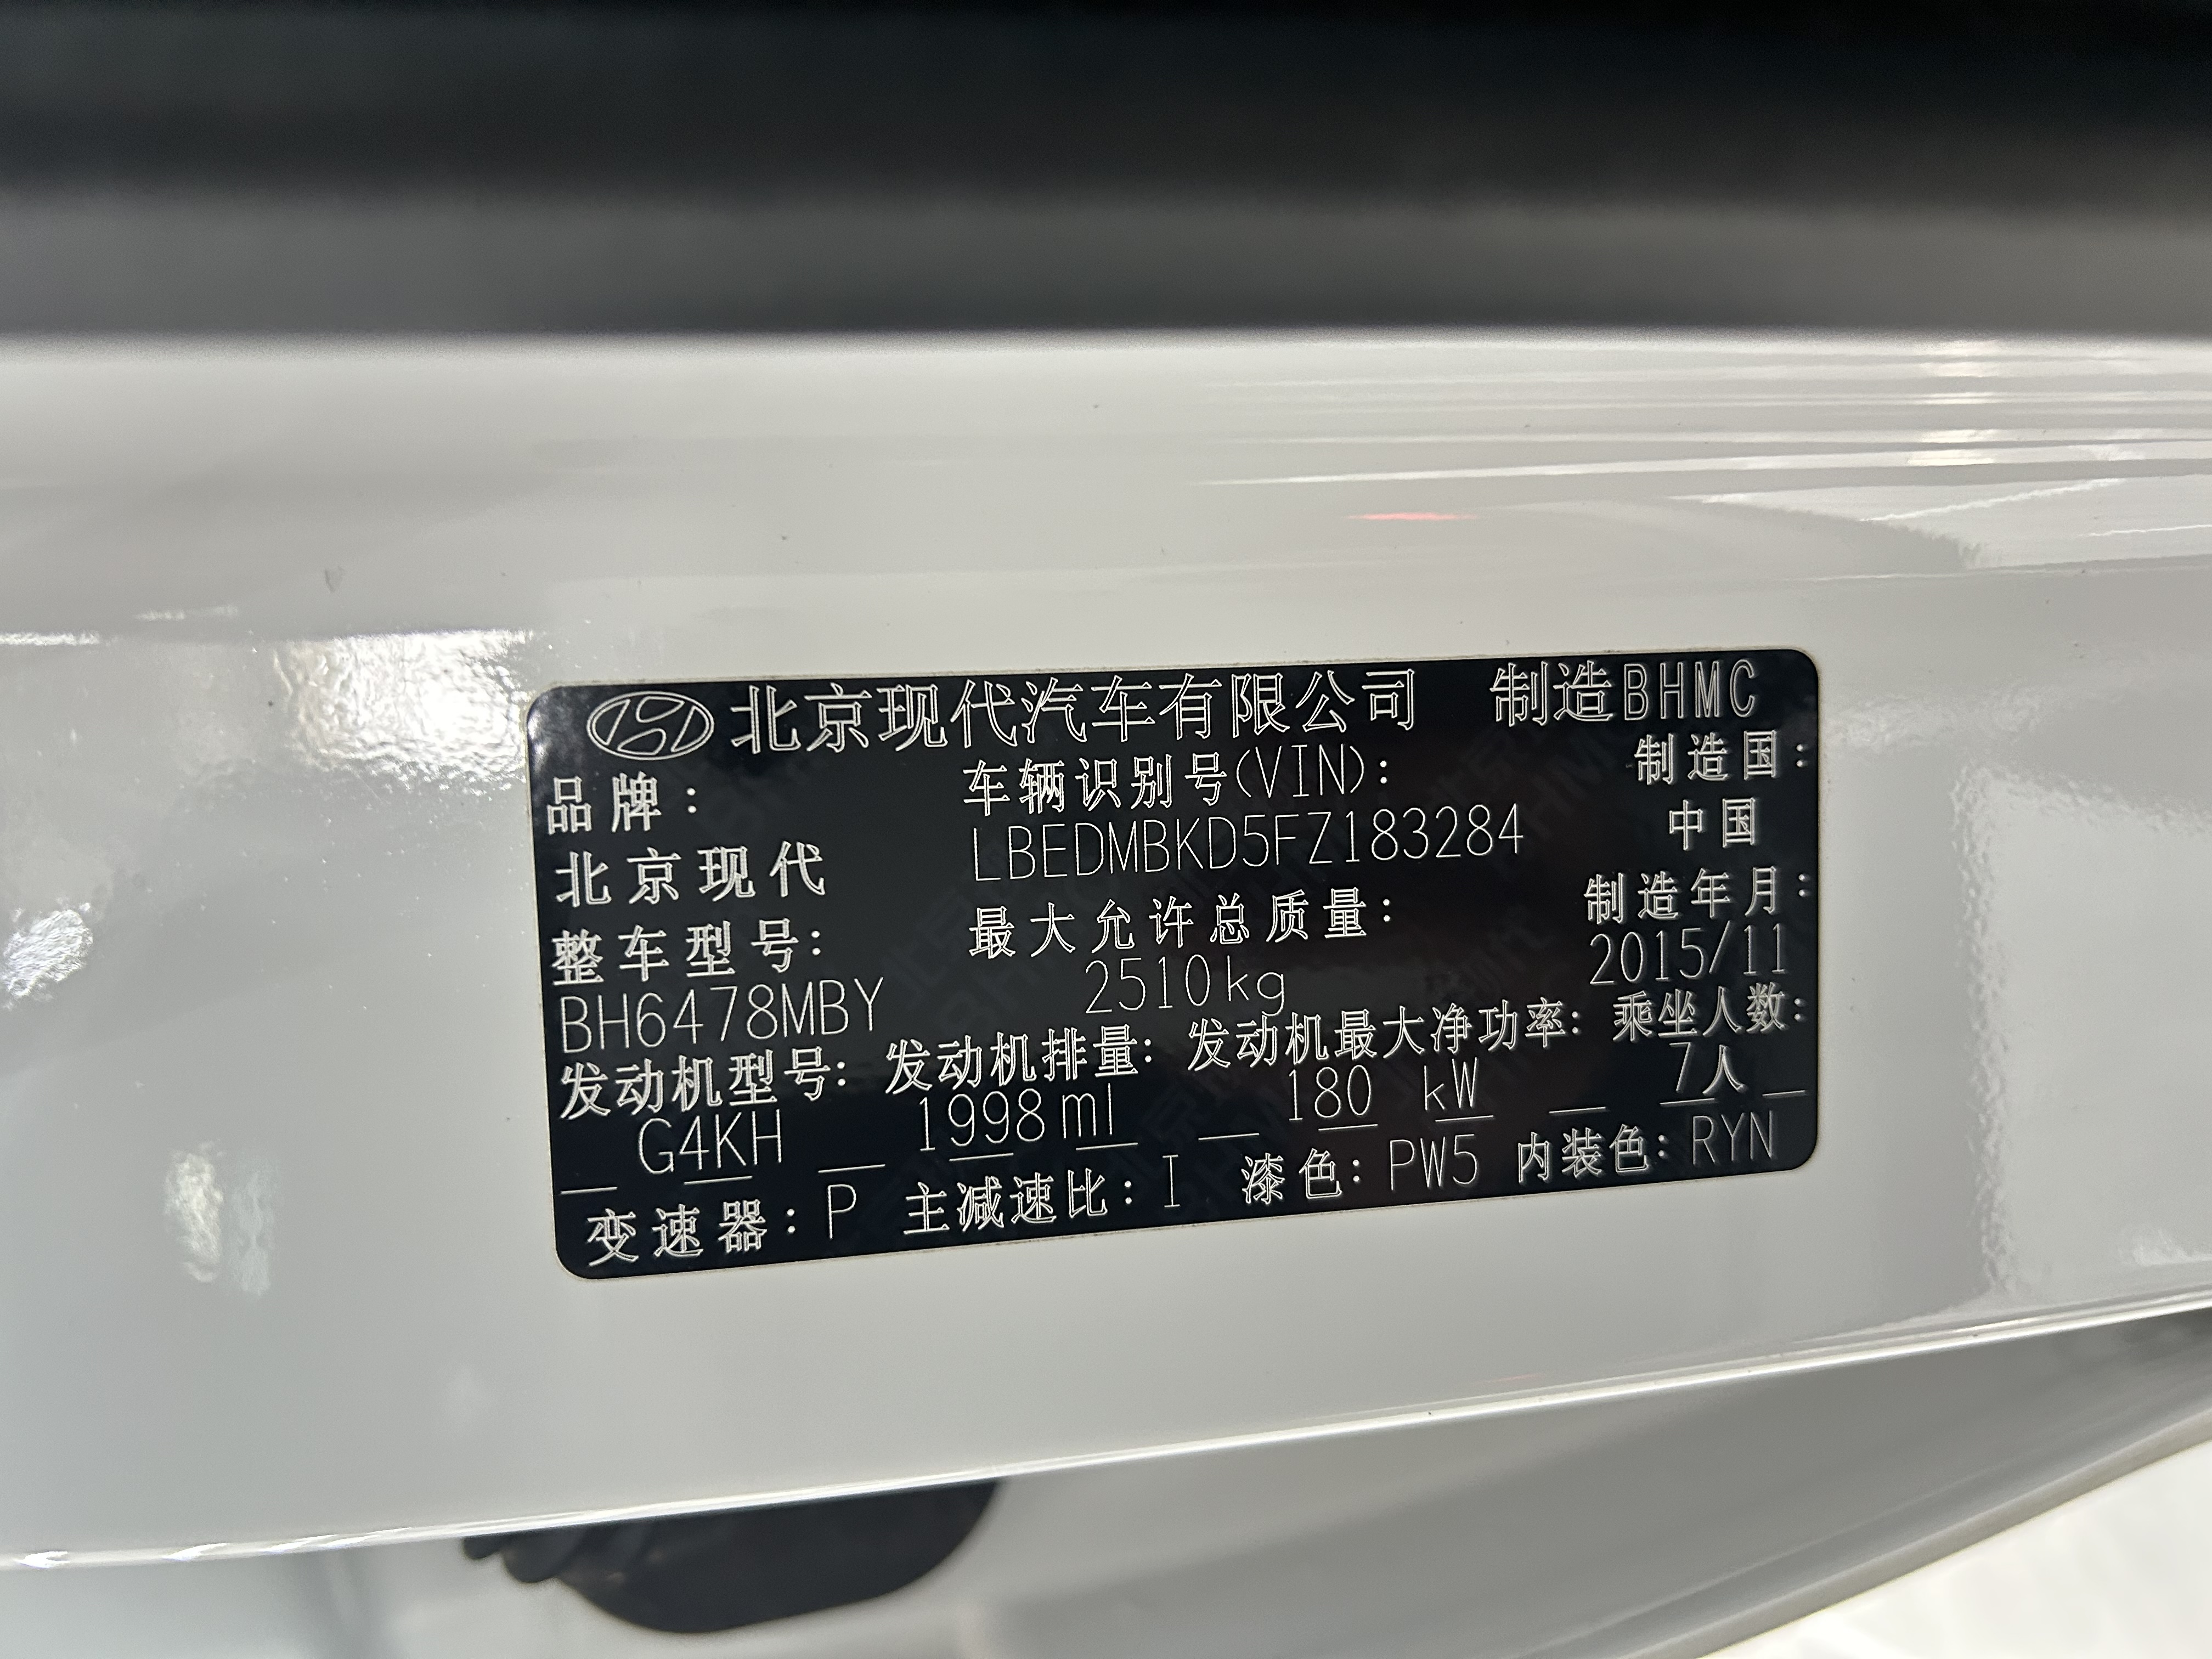 北京现代汽车有限公司 制造BHMC
品牌： 车辆识别号(VIN)： 制造国：
北京现代 LBEDMBKD5FZ183284 中国
整车型号： 最大允许总质量： 制造年月：
BH6478MBY 2510kg 2015/11
发动机型号： 发动机排量： 发动机最大净功率： 乘坐人数：
G4KH 1998ml 180 kW 7人
变速器：P 主减速比：I 漆色：PW5 内装色：RYN